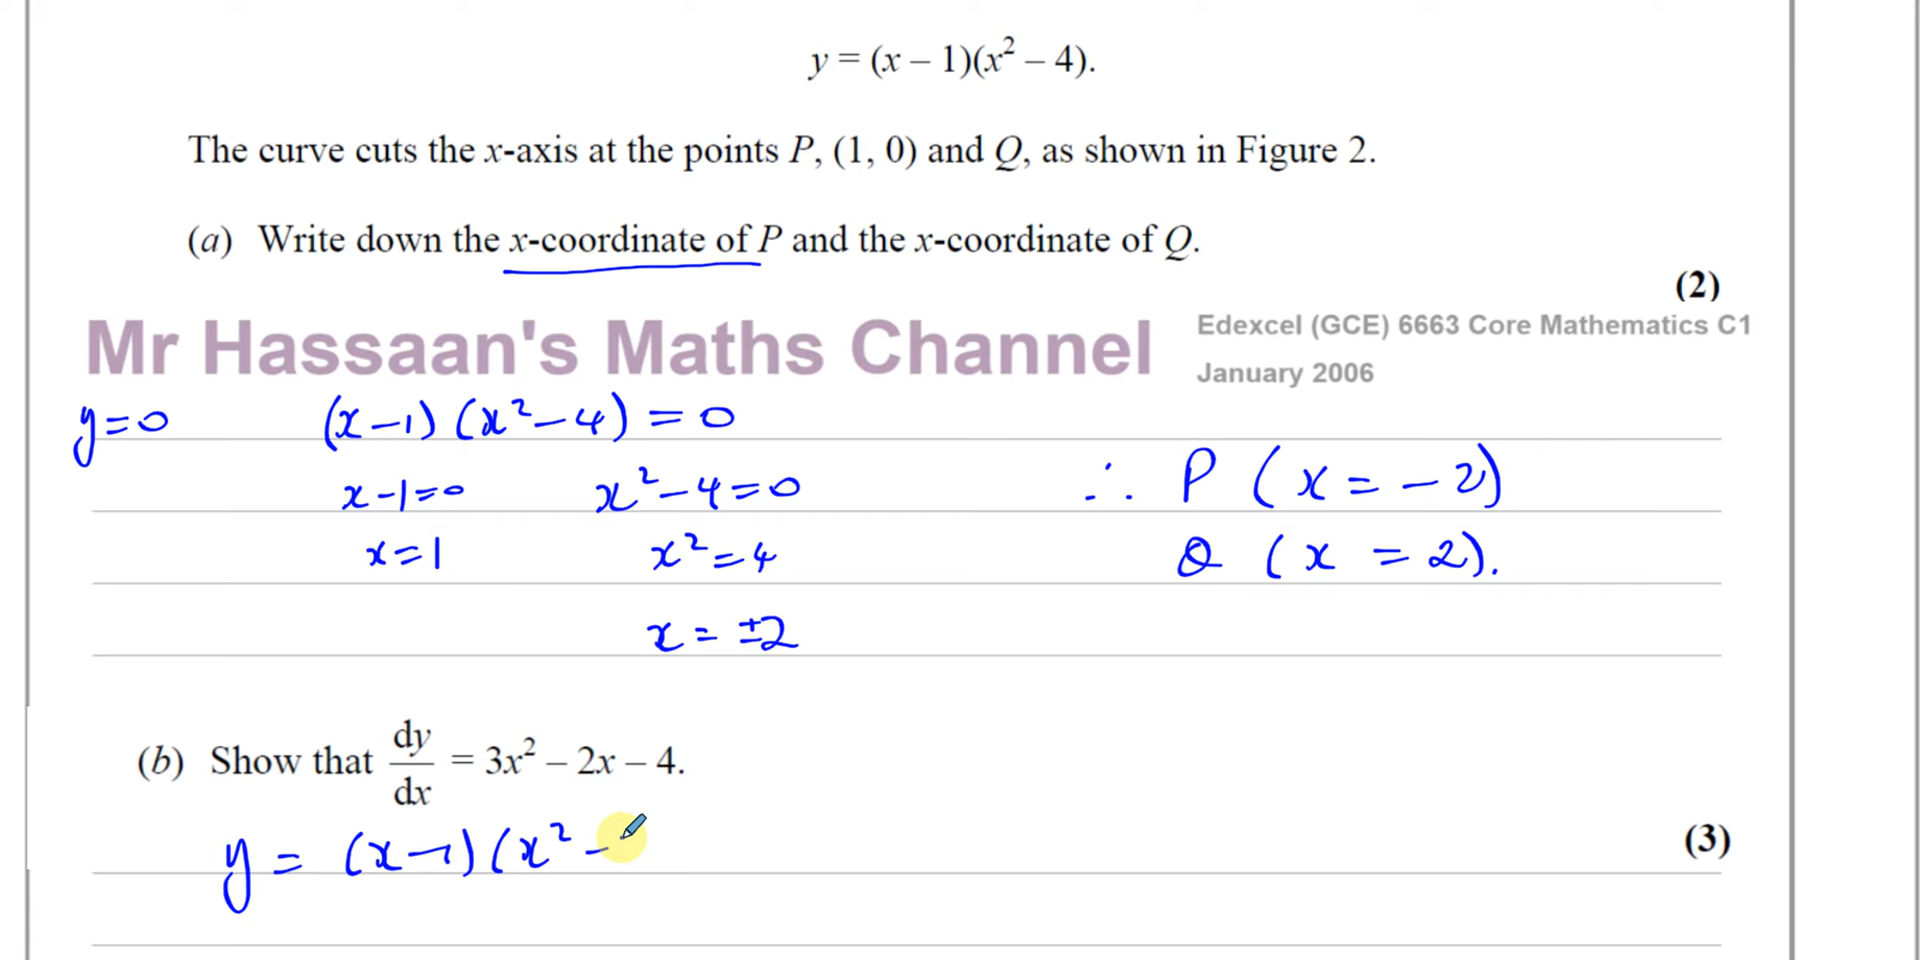 y = (x – 1)(x² – 4).
The curve cuts the x-axis at the points P, (1, 0) and Q, as shown in Figure 2.
(a) Write down the x-coordinate of P and the x-coordinate of Q.
(2)
Mr Hassaan's Maths Channel
Edexcel (GCE) 6663 Core Mathematics C1
January 2006
y=0 (x-1)(x²-4)=0
x-1=0 x²-4=0 ∴ P (x=-2)
x=1 x²=4 Q (x=2).
x=±2
(b) Show that dy/dx = 3x² – 2x – 4.
y = (x-1)(x² -
(3)